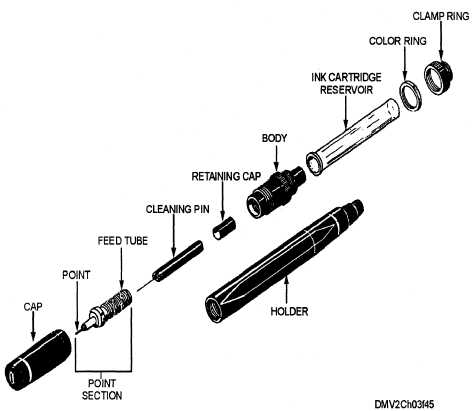 CLAMP RING
COLOR RING
INK CARTRIDGE
RESERVOIR
BODY
RETAINING CAP
CLEANING PIN
FEED TUBE
POINT
CAP
HOLDER
POINT
SECTION
DMV2Ch03f45